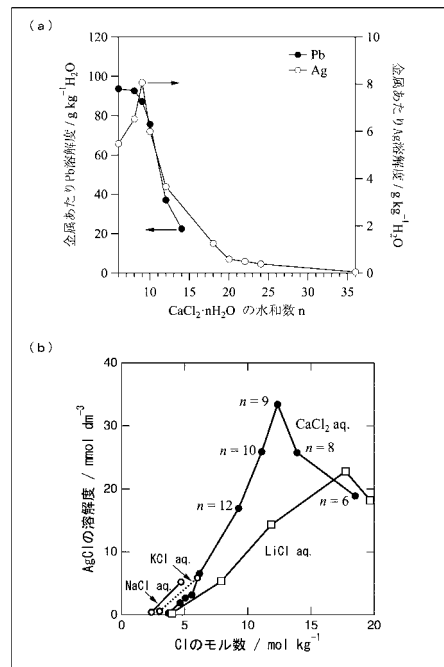 (a)
120
100
80
60
40
20
0
金属あたりPb溶解度 / g kg⁻¹H₂O
Pb
Ag
10
8
6
4
2
0
金属あたりAg溶解度 / g kg⁻¹H₂O
10
20
30
CaCl₂·nH₂O の水和数 n
(b)
40
30
20
10
0
AgClの溶解度 / mmol dm⁻³
n = 9
CaCl₂ aq.
n = 10
n = 8
n = 12
n = 6
KCl aq.
NaCl aq.
LiCl aq.
0
5
10
15
20
Clのモル数 / mol kg⁻¹